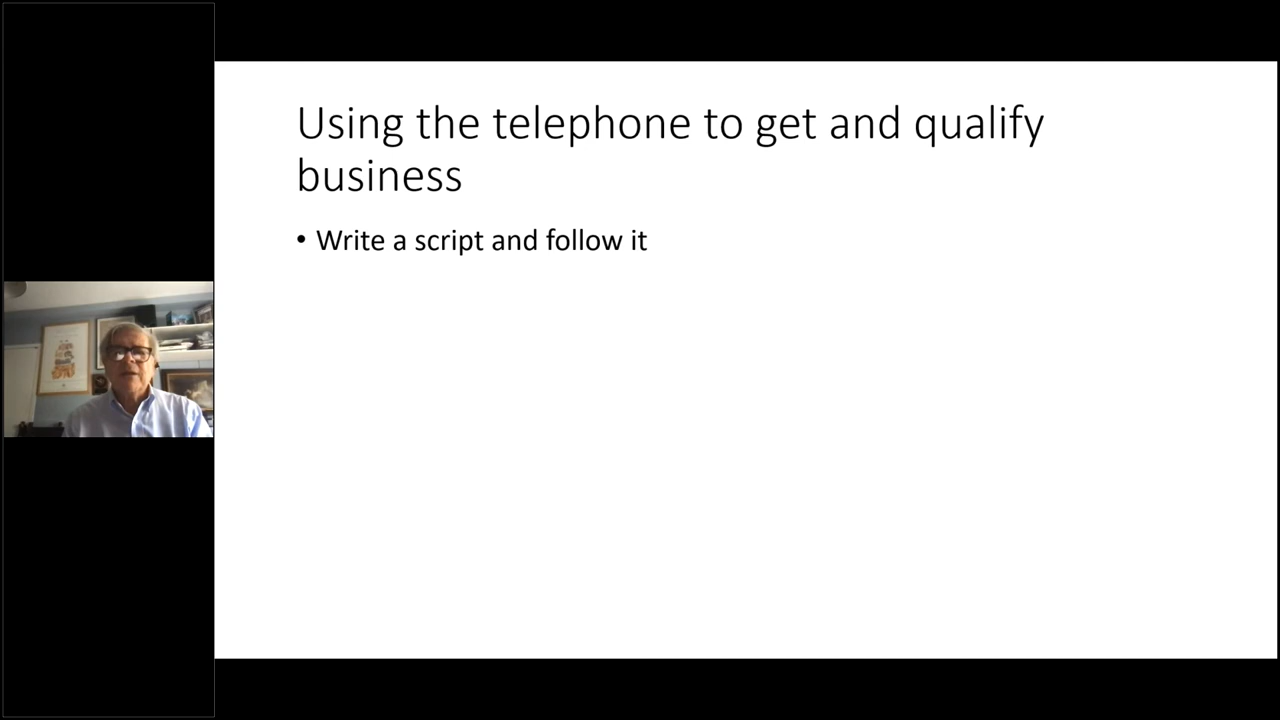 Using the telephone to get and qualify
business
• Write a script and follow it